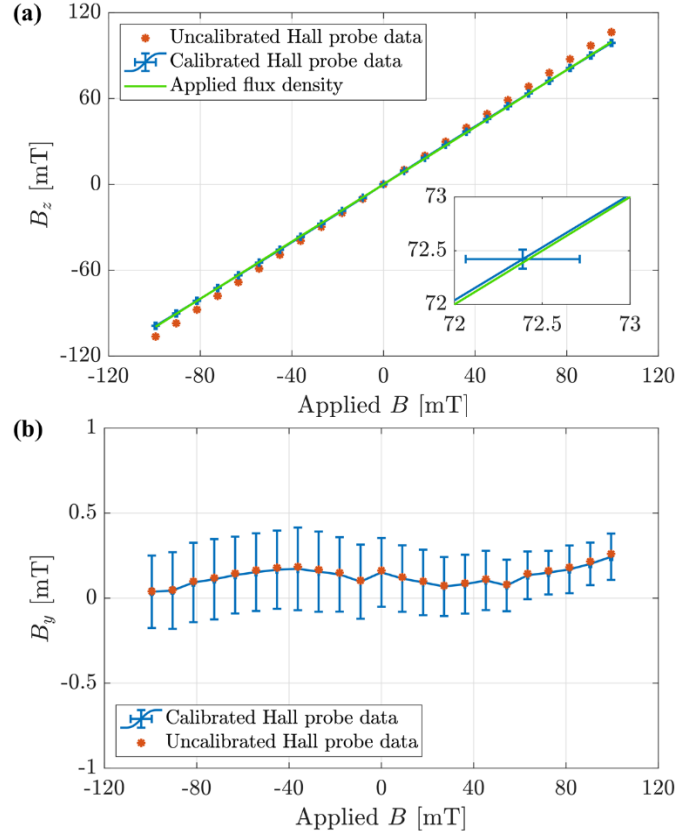 (a)
120
60
0
-60
-120
B_z [mT]
Uncalibrated Hall probe data
Calibrated Hall probe data
Applied flux density
73
72.5
72
72 72.5 73
-120 -80 -40 0 40 80 120
Applied B [mT]
(b)
1
0.5
0
-0.5
-1
B_y [mT]
Calibrated Hall probe data
Uncalibrated Hall probe data
-120 -80 -40 0 40 80 120
Applied B [mT]